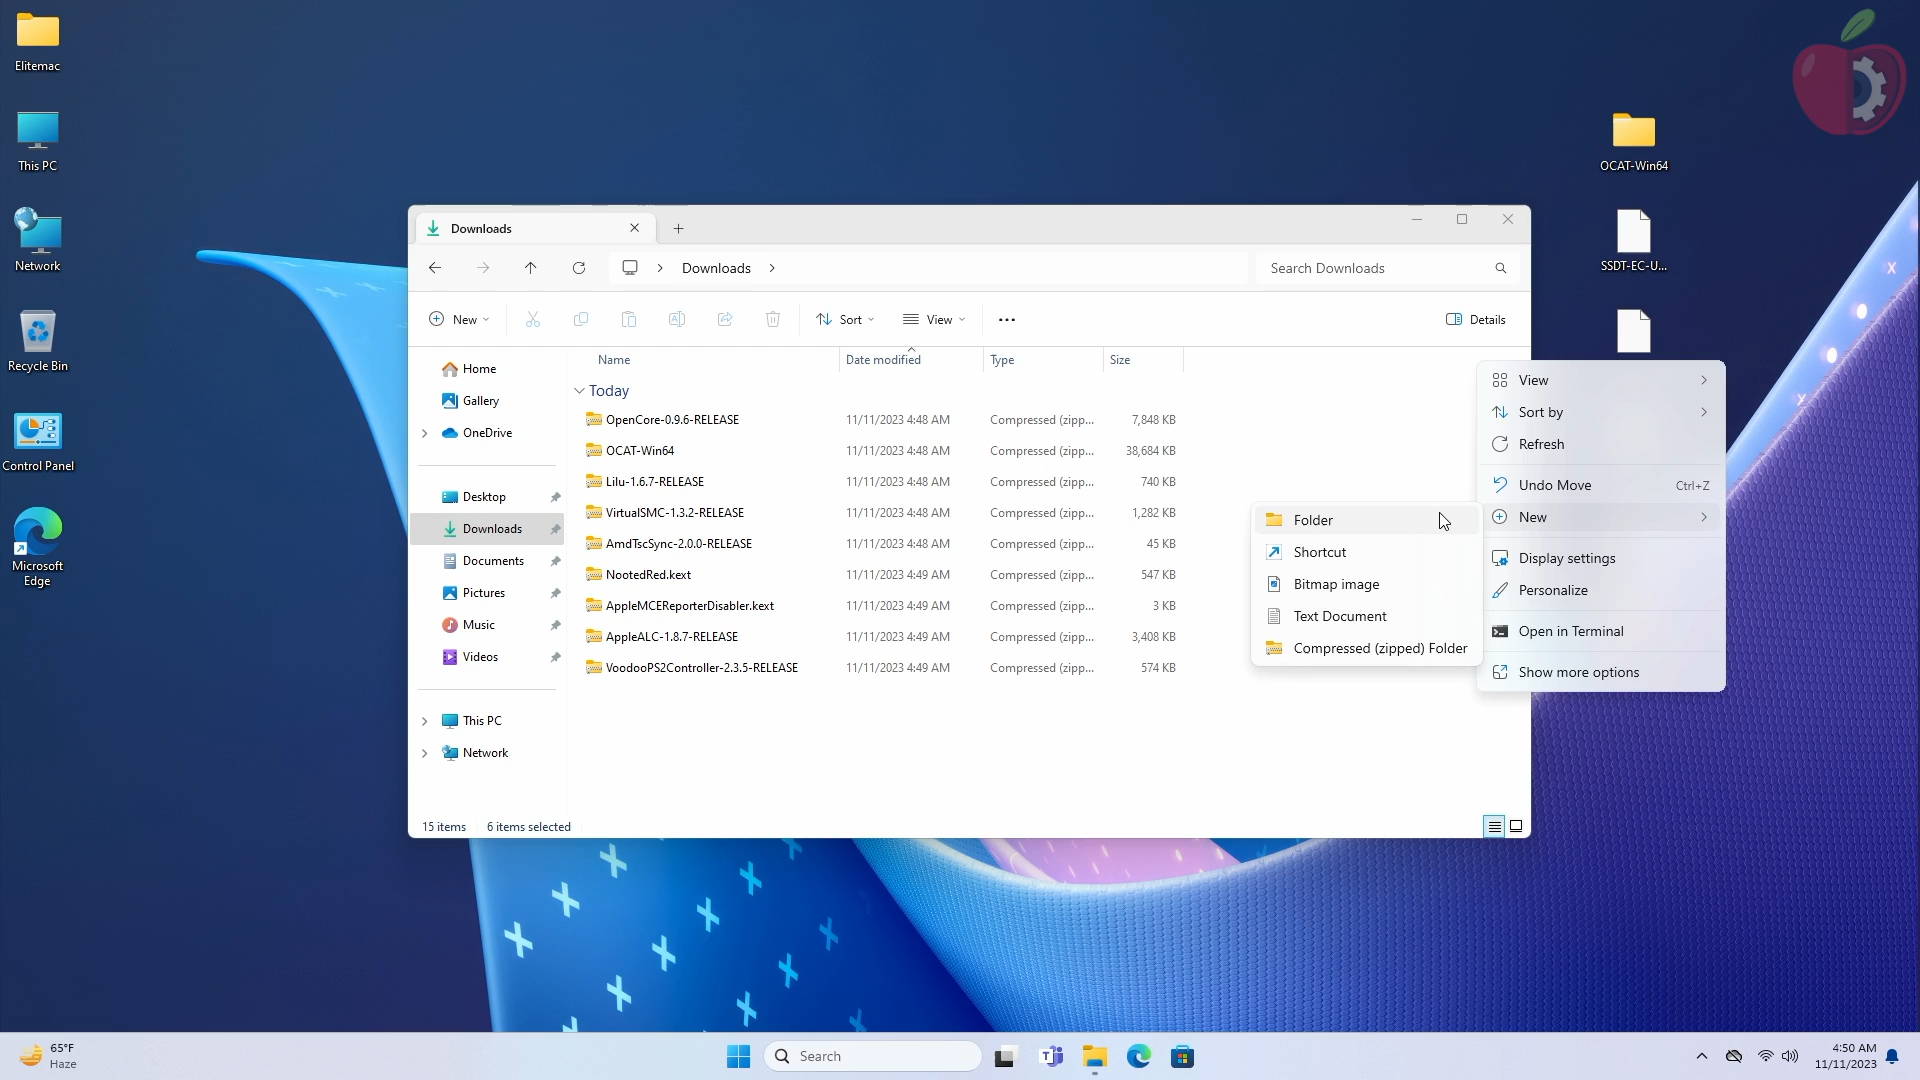 Elitemac
This PC
Network
Recycle Bin
Control Panel
Microsoft
Edge
OCAT-Win64
SSDT-EC-U...
Downloads
Downloads
Search Downloads
New
Sort
View
Details
Name
Date modified
Type
Size
Home
Gallery
OneDrive
Desktop
Downloads
Documents
Pictures
Music
Videos
This PC
Network
Today
OpenCore-0.9.6-RELEASE 11/11/2023 4:48 AM Compressed (zipp... 7,848 KB
OCAT-Win64 11/11/2023 4:48 AM Compressed (zipp... 38,684 KB
Lilu-1.6.7-RELEASE 11/11/2023 4:48 AM Compressed (zipp... 740 KB
VirtualSMC-1.3.2-RELEASE 11/11/2023 4:48 AM Compressed (zipp... 1,282 KB
AmdTscSync-2.0.0-RELEASE 11/11/2023 4:48 AM Compressed (zipp... 45 KB
NootedRed.kext 11/11/2023 4:49 AM Compressed (zipp... 547 KB
AppleMCEReporterDisabler.kext 11/11/2023 4:49 AM Compressed (zipp... 3 KB
AppleALC-1.8.7-RELEASE 11/11/2023 4:49 AM Compressed (zipp... 3,408 KB
VoodooPS2Controller-2.3.5-RELEASE 11/11/2023 4:49 AM Compressed (zipp... 574 KB
15 items 6 items selected
Folder
Shortcut
Bitmap image
Text Document
Compressed (zipped) Folder
View
Sort by
Refresh
Undo Move Ctrl+Z
New
Display settings
Personalize
Open in Terminal
Show more options
65°F
Haze
Search
4:50 AM
11/11/2023